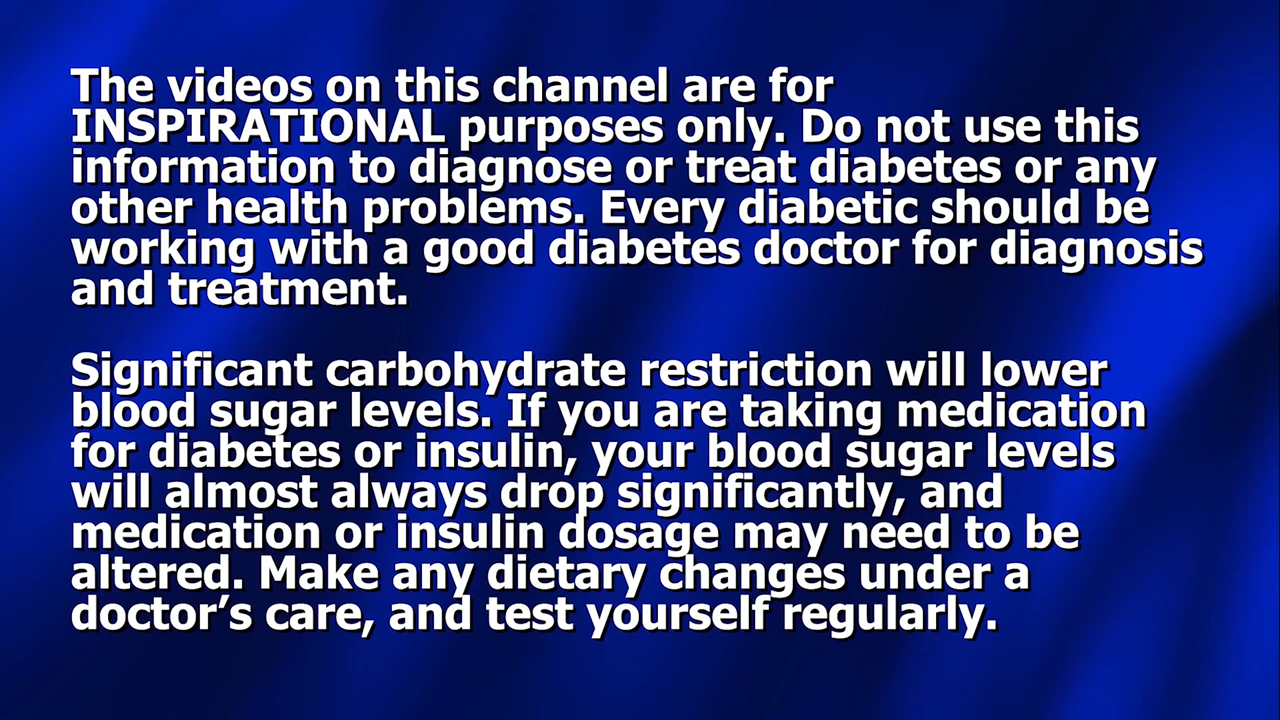 The videos on this channel are for
INSPIRATIONAL purposes only. Do not use this
information to diagnose or treat diabetes or any
other health problems. Every diabetic should be
working with a good diabetes doctor for diagnosis
and treatment.
Significant carbohydrate restriction will lower
blood sugar levels. If you are taking medication
for diabetes or insulin, your blood sugar levels
will almost always drop significantly, and
medication or insulin dosage may need to be
altered. Make any dietary changes under a
doctor’s care, and test yourself regularly.